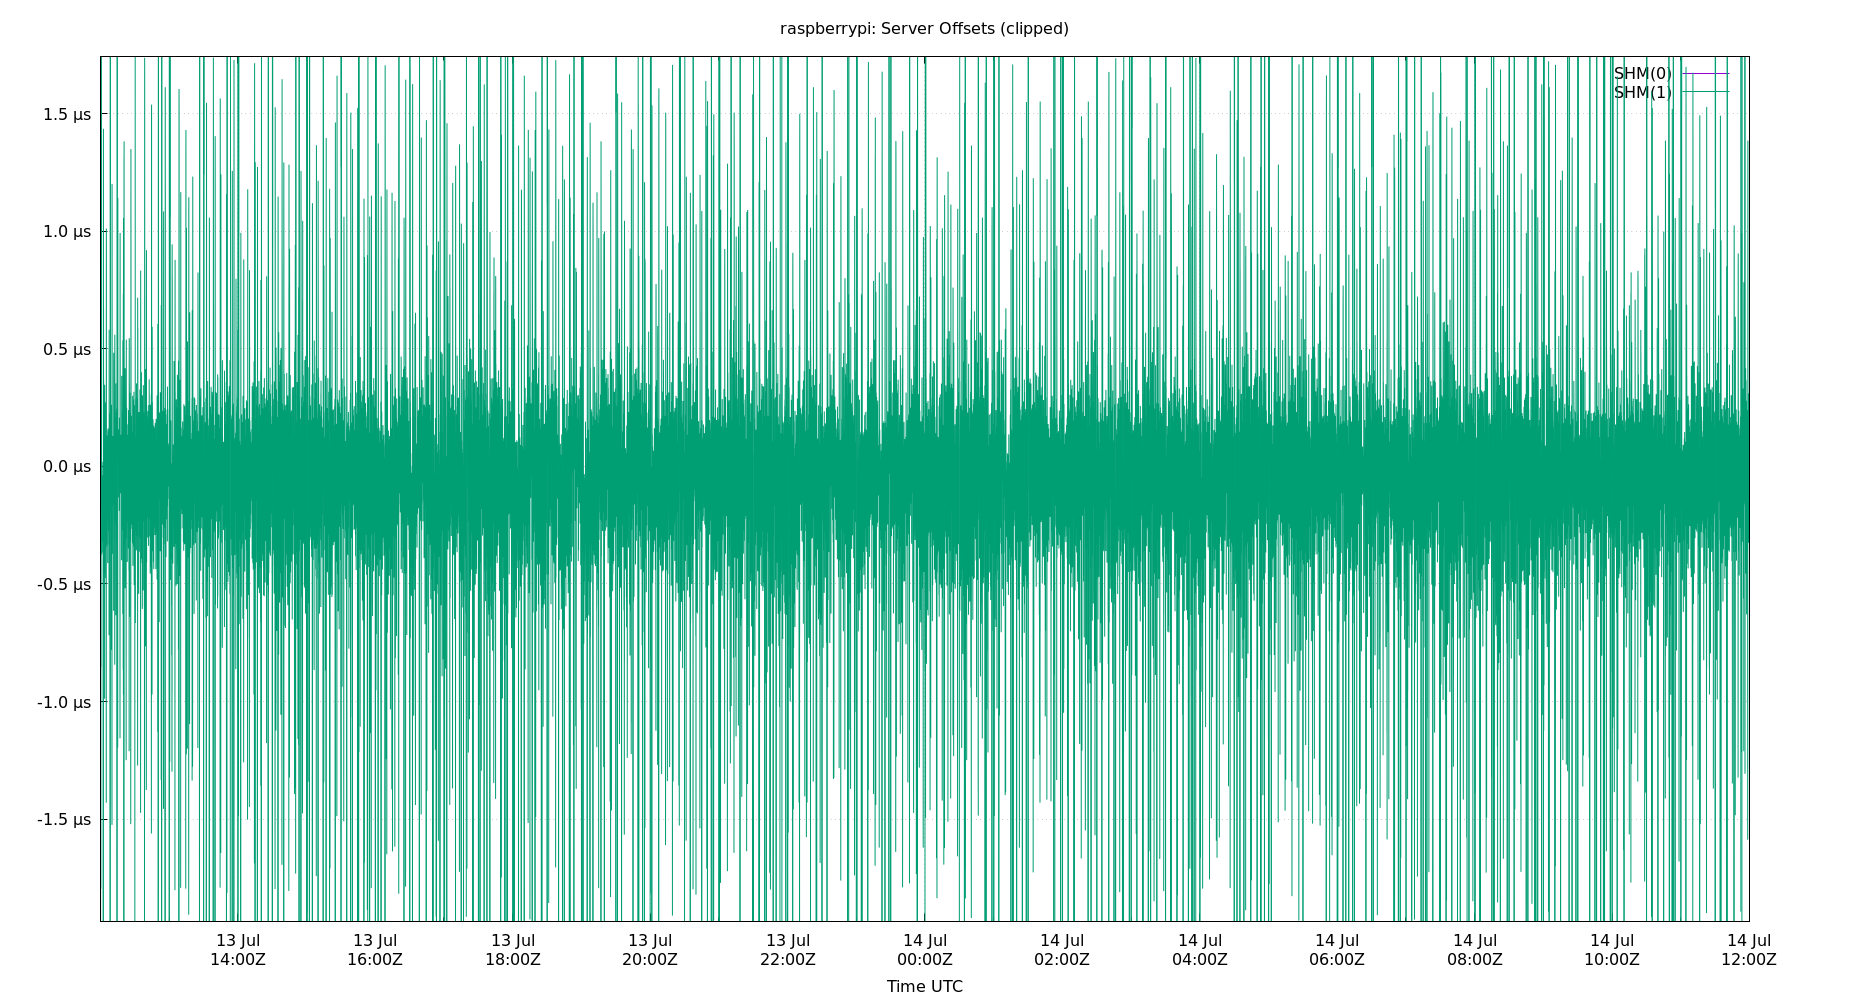 raspberrypi: Server Offsets (clipped)
SHM(0)
SHM(1)
1.5 µs
1.0 µs
0.5 µs
0.0 µs
-0.5 µs
-1.0 µs
-1.5 µs
13 Jul 13 Jul 13 Jul 13 Jul 13 Jul 14 Jul 14 Jul 14 Jul 14 Jul 14 Jul 14 Jul 14 Jul
14:00Z 16:00Z 18:00Z 20:00Z 22:00Z 00:00Z 02:00Z 04:00Z 06:00Z 08:00Z 10:00Z 12:00Z
Time UTC